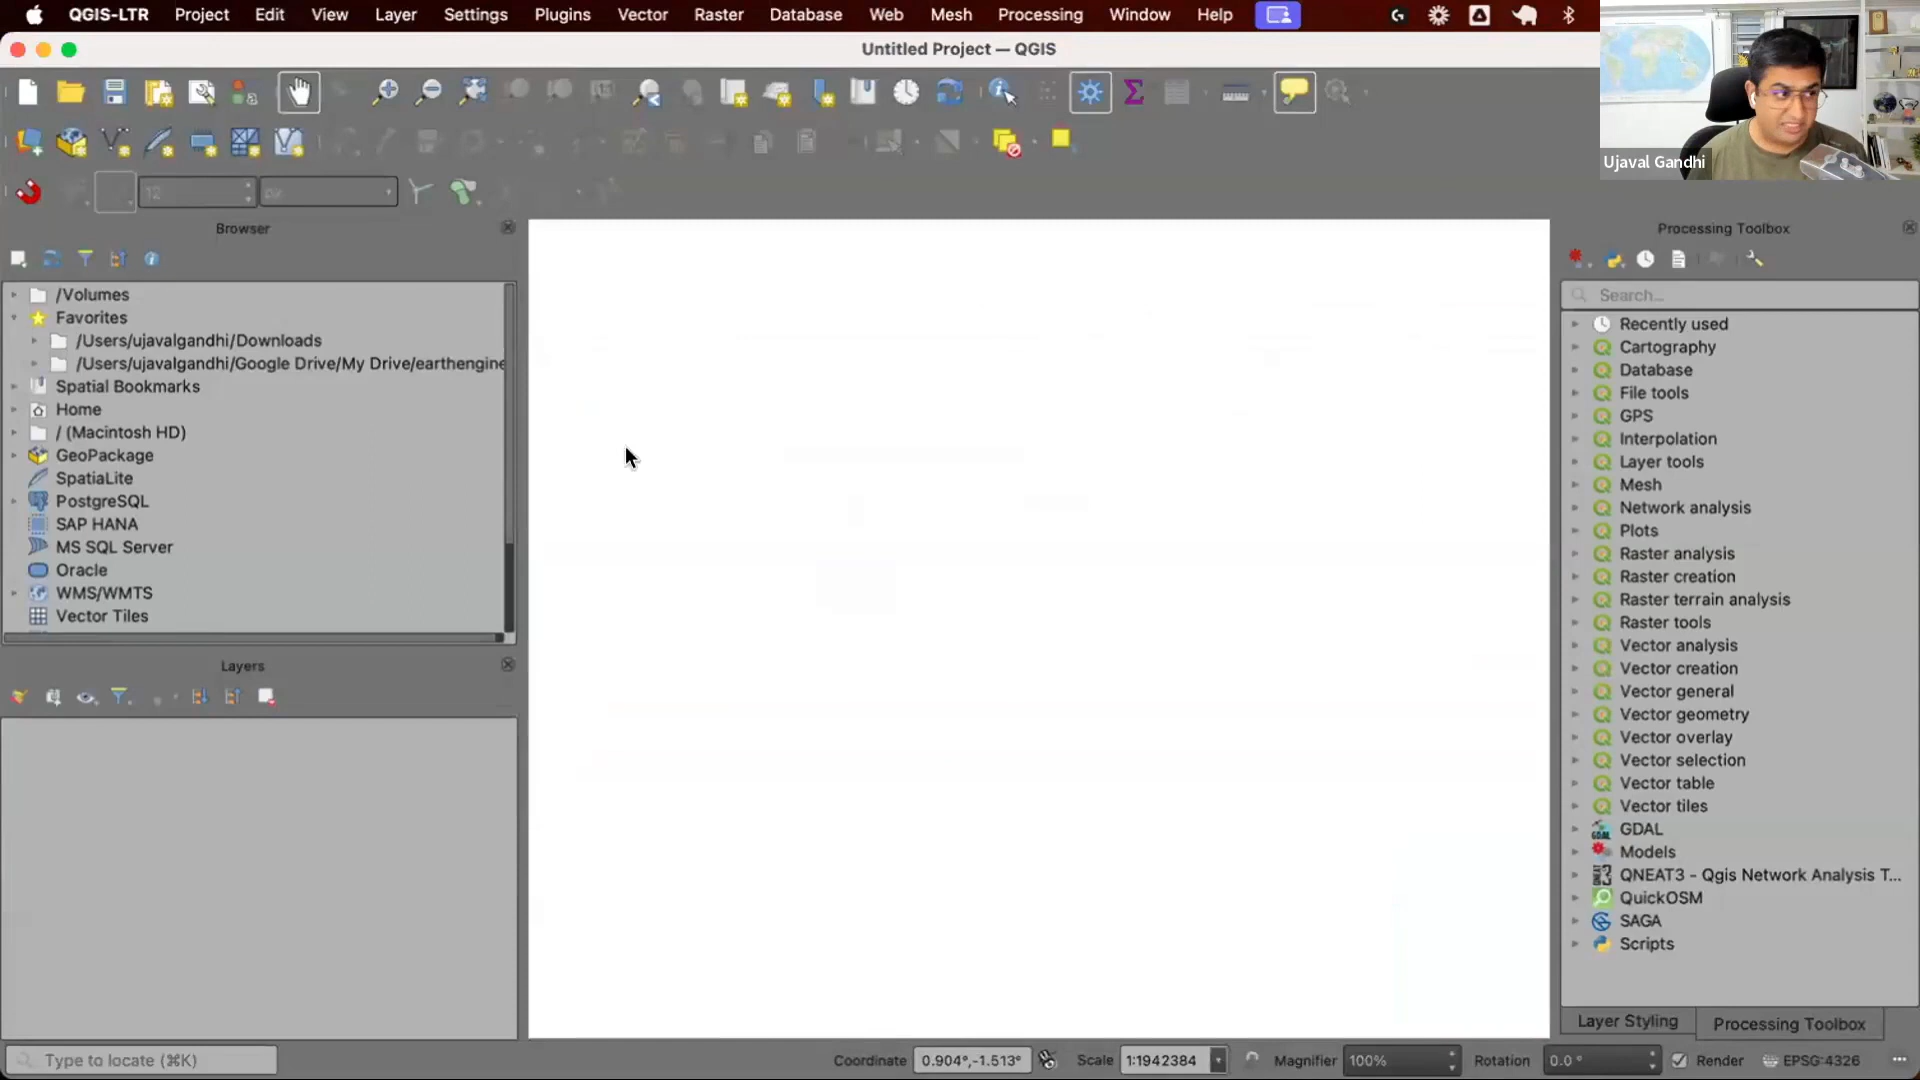 QGIS-LTR Project Edit View Layer Settings Plugins Vector Raster Database Web Mesh Processing Window Help
Untitled Project — QGIS
Ujaval Gandhi
12
px
Browser
/Volumes
Favorites
/Users/ujavalgandhi/Downloads
/Users/ujavalgandhi/Google Drive/My Drive/earthengine
Spatial Bookmarks
Home
/ (Macintosh HD)
GeoPackage
SpatiaLite
PostgreSQL
SAP HANA
MS SQL Server
Oracle
WMS/WMTS
Vector Tiles
Layers
Processing Toolbox
Search...
Recently used
Cartography
Database
File tools
GPS
Interpolation
Layer tools
Mesh
Network analysis
Plots
Raster analysis
Raster creation
Raster terrain analysis
Raster tools
Vector analysis
Vector creation
Vector general
Vector geometry
Vector overlay
Vector selection
Vector table
Vector tiles
GDAL
Models
QNEAT3 - Qgis Network Analysis T...
QuickOSM
SAGA
Scripts
Layer Styling Processing Toolbox
Type to locate (⌘K) Coordinate 0.904°,-1.513° Scale 1:1942384 Magnifier 100% Rotation 0.0 ° Render EPSG:4326